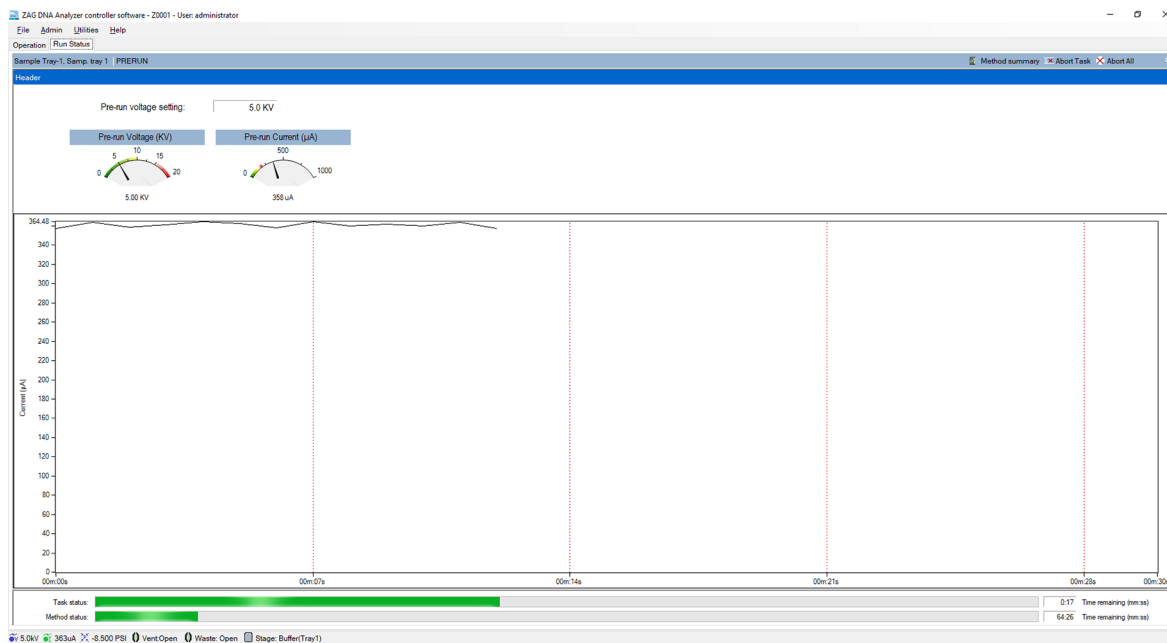 ZAG DNA Analyzer controller software - Z0001 - User: administrator
File Admin Utilities Help
Operation Run Status
Sample Tray-1, Samp. tray 1 PRERUN Method summary Abort Task Abort All
Header
Pre-run voltage setting: 5.0 KV
Pre-run Voltage (KV) Pre-run Current (µA)
0 5 10 15 20 0 500 1000
5.00 KV 358 uA
364.48
340
320
300
280
260
240
220
200
180
160
140
120
100
80
60
40
20
0
Current (µA)
00m:00s 00m:07s 00m:14s 00m:21s 00m:28s 00m:30s
Task status: 0:17 Time remaining (mm:ss)
Method status: 64:26 Time remaining (mm:ss)
5.0kV 363uA -8.500 PSI Vent:Open Waste: Open Stage: Buffer(Tray1)